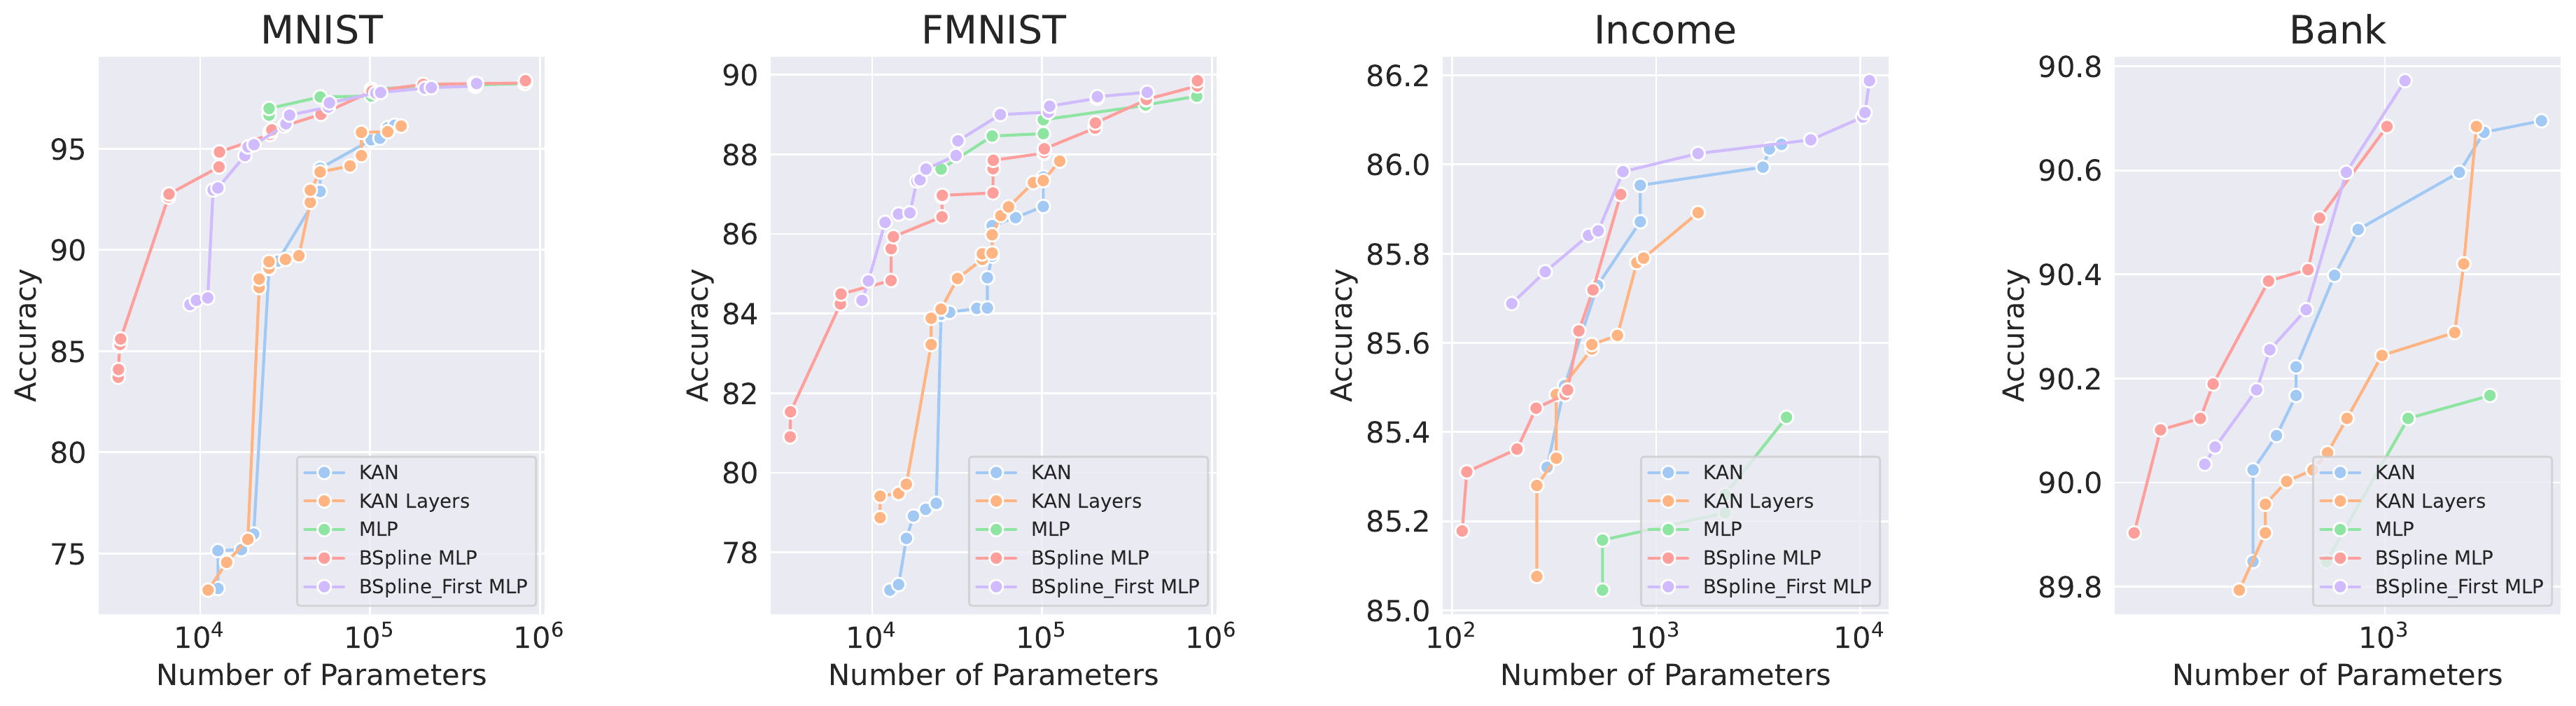 MNIST
Accuracy
95
90
85
80
75
10^4
10^5
10^6
Number of Parameters
KAN
KAN Layers
MLP
BSpline MLP
BSpline_First MLP
FMNIST
Accuracy
90
88
86
84
82
80
78
10^4
10^5
10^6
Number of Parameters
KAN
KAN Layers
MLP
BSpline MLP
BSpline_First MLP
Income
Accuracy
86.2
86.0
85.8
85.6
85.4
85.2
85.0
10^2
10^3
10^4
Number of Parameters
KAN
KAN Layers
MLP
BSpline MLP
BSpline_First MLP
Bank
Accuracy
90.8
90.6
90.4
90.2
90.0
89.8
10^3
Number of Parameters
KAN
KAN Layers
MLP
BSpline MLP
BSpline_First MLP